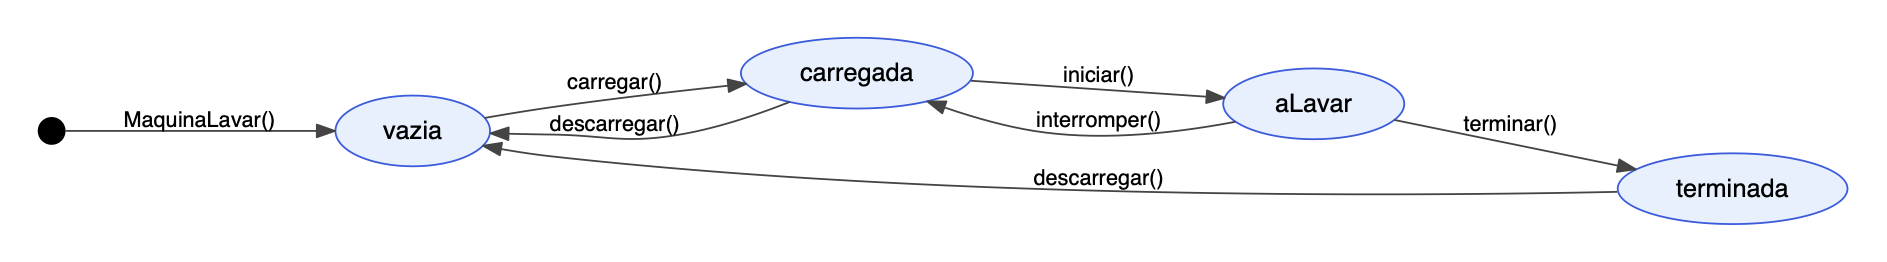 MaquinaLavar()
vazia
carregar()
descarregar()
carregada
iniciar()
interromper()
aLavar
terminar()
descarregar()
terminada